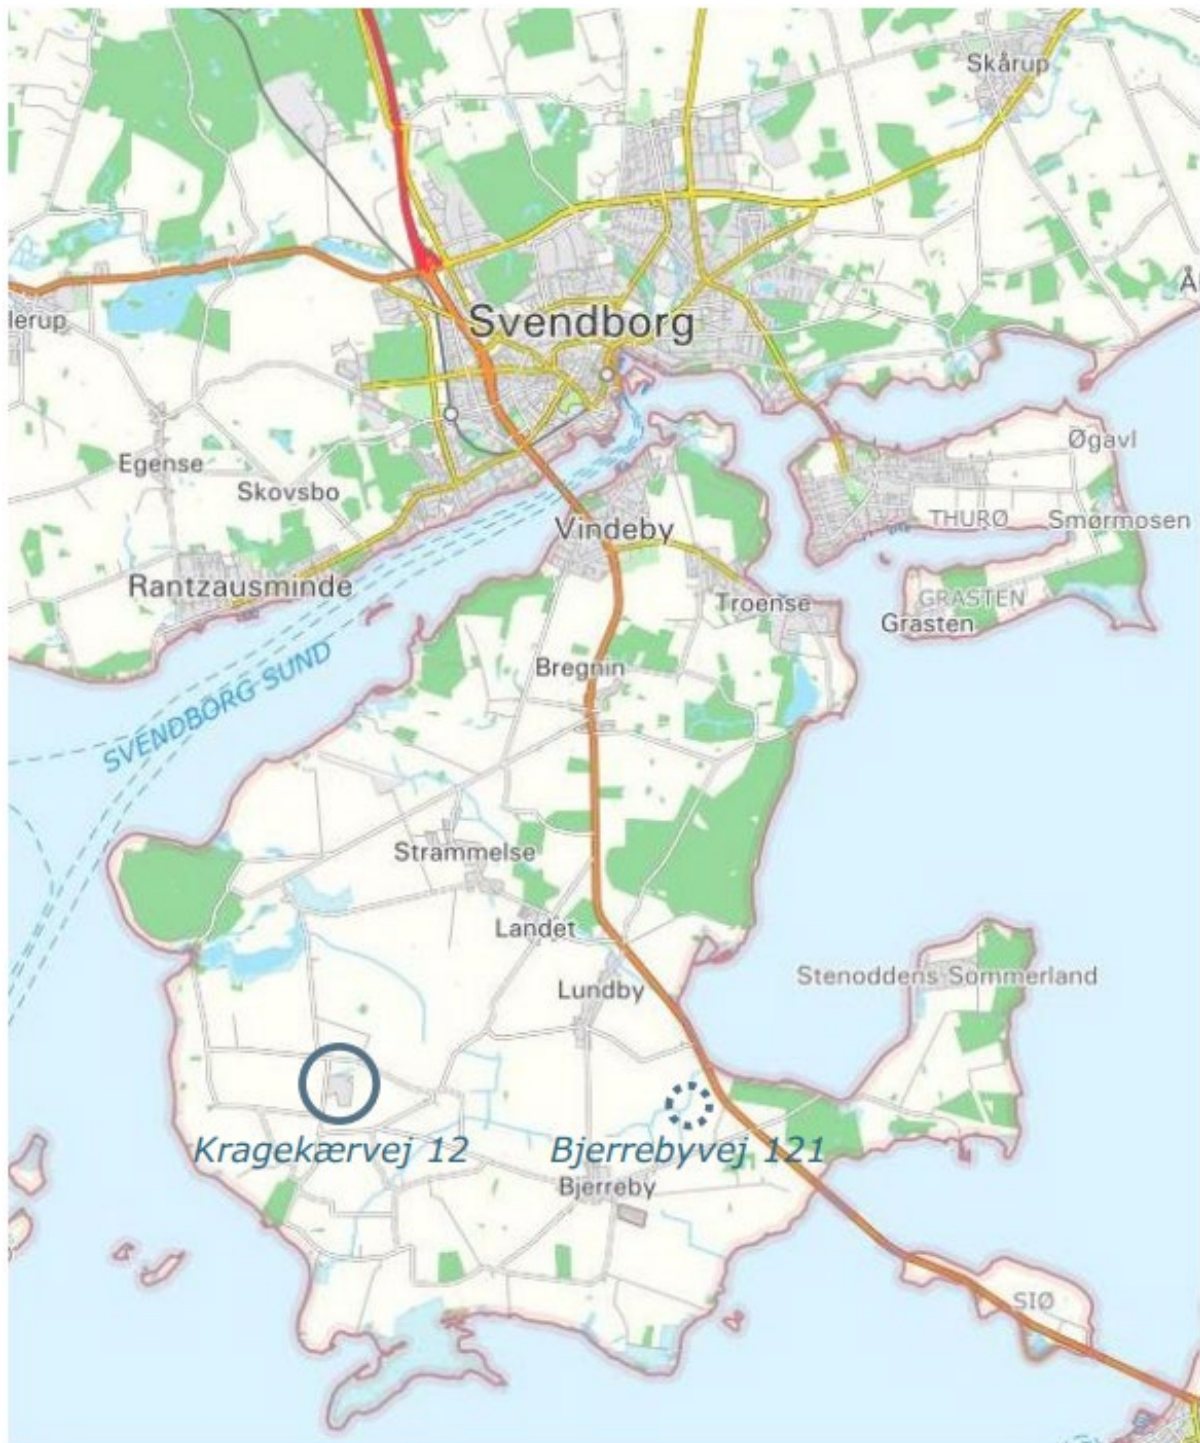 Skårup
Å
Svendborg
lerup
Øgavl
Egense
Skovsbo
THURØ
Smørmosen
Vindeby
Rantzausminde
Troense
GRASTEN
Grasten
SVENDBORG SUND
Bregnin
Strammelse
Landet
Stenoddens Sommerland
Lundby
Kragekærvej 12
Bjerrebyvej 121
Bjerreby
SIØ